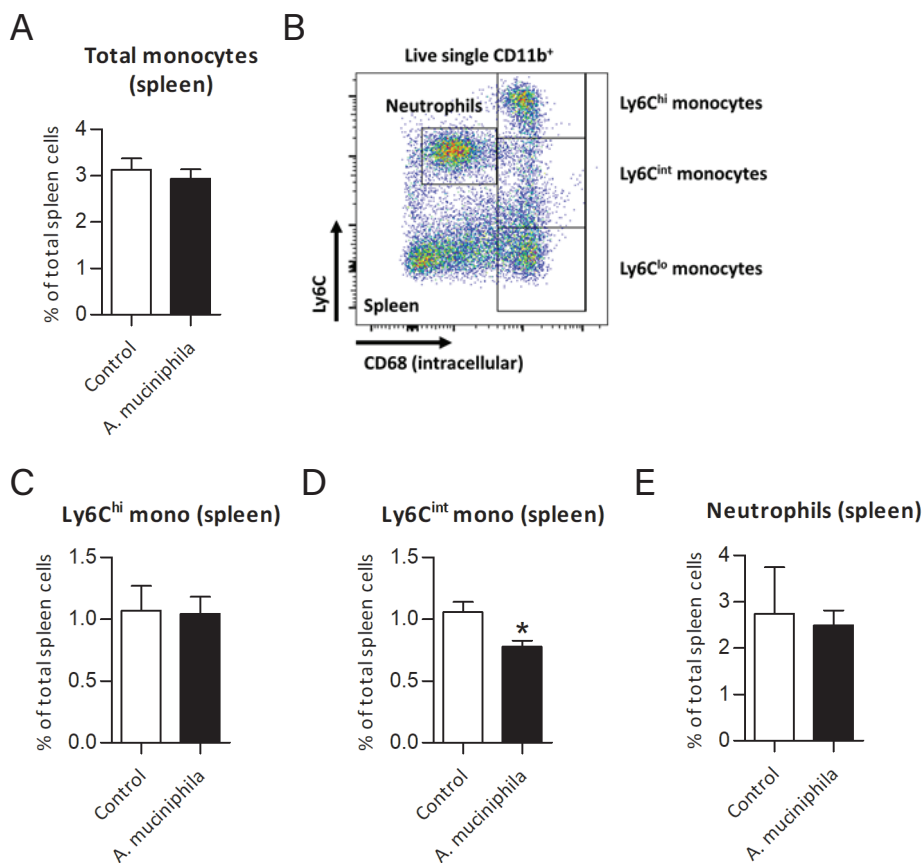 A
Total monocytes
(spleen)
% of total spleen cells
4
3
2
1
0
Control
A. muciniphila
B
Live single CD11b⁺
Neutrophils
Ly6C
Spleen
CD68 (intracellular)
Ly6Cʰⁱ monocytes
Ly6Cⁱⁿᵗ monocytes
Ly6Cˡᵒ monocytes
C
Ly6Cʰⁱ mono (spleen)
% of total spleen cells
1.5
1.0
0.5
0.0
Control
A. muciniphila
D
Ly6Cⁱⁿᵗ mono (spleen)
% of total spleen cells
1.5
1.0
0.5
0.0
*
Control
A. muciniphila
E
Neutrophils (spleen)
% of total spleen cells
4
3
2
1
0
Control
A. muciniphila